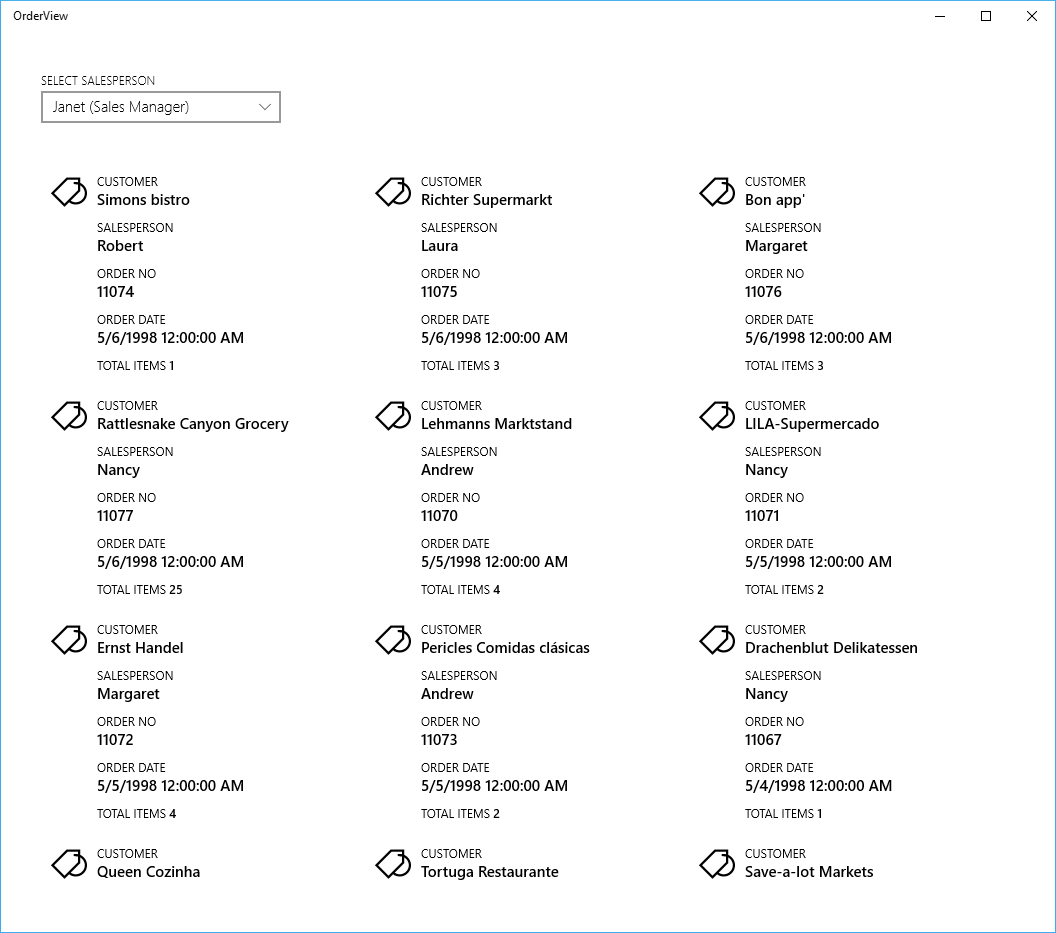 OrderView
SELECT SALESPERSON
Janet (Sales Manager)
CUSTOMER
Simons bistro
SALESPERSON
Robert
ORDER NO
11074
ORDER DATE
5/6/1998 12:00:00 AM
TOTAL ITEMS 1
CUSTOMER
Richter Supermarkt
SALESPERSON
Laura
ORDER NO
11075
ORDER DATE
5/6/1998 12:00:00 AM
TOTAL ITEMS 3
CUSTOMER
Bon app'
SALESPERSON
Margaret
ORDER NO
11076
ORDER DATE
5/6/1998 12:00:00 AM
TOTAL ITEMS 3
CUSTOMER
Rattlesnake Canyon Grocery
SALESPERSON
Nancy
ORDER NO
11077
ORDER DATE
5/6/1998 12:00:00 AM
TOTAL ITEMS 25
CUSTOMER
Lehmanns Marktstand
SALESPERSON
Andrew
ORDER NO
11070
ORDER DATE
5/5/1998 12:00:00 AM
TOTAL ITEMS 4
CUSTOMER
LILA-Supermercado
SALESPERSON
Nancy
ORDER NO
11071
ORDER DATE
5/5/1998 12:00:00 AM
TOTAL ITEMS 2
CUSTOMER
Ernst Handel
SALESPERSON
Margaret
ORDER NO
11072
ORDER DATE
5/5/1998 12:00:00 AM
TOTAL ITEMS 4
CUSTOMER
Pericles Comidas clásicas
SALESPERSON
Andrew
ORDER NO
11073
ORDER DATE
5/5/1998 12:00:00 AM
TOTAL ITEMS 2
CUSTOMER
Drachenblut Delikatessen
SALESPERSON
Nancy
ORDER NO
11067
ORDER DATE
5/4/1998 12:00:00 AM
TOTAL ITEMS 1
CUSTOMER
Queen Cozinha
CUSTOMER
Tortuga Restaurante
CUSTOMER
Save-a-lot Markets